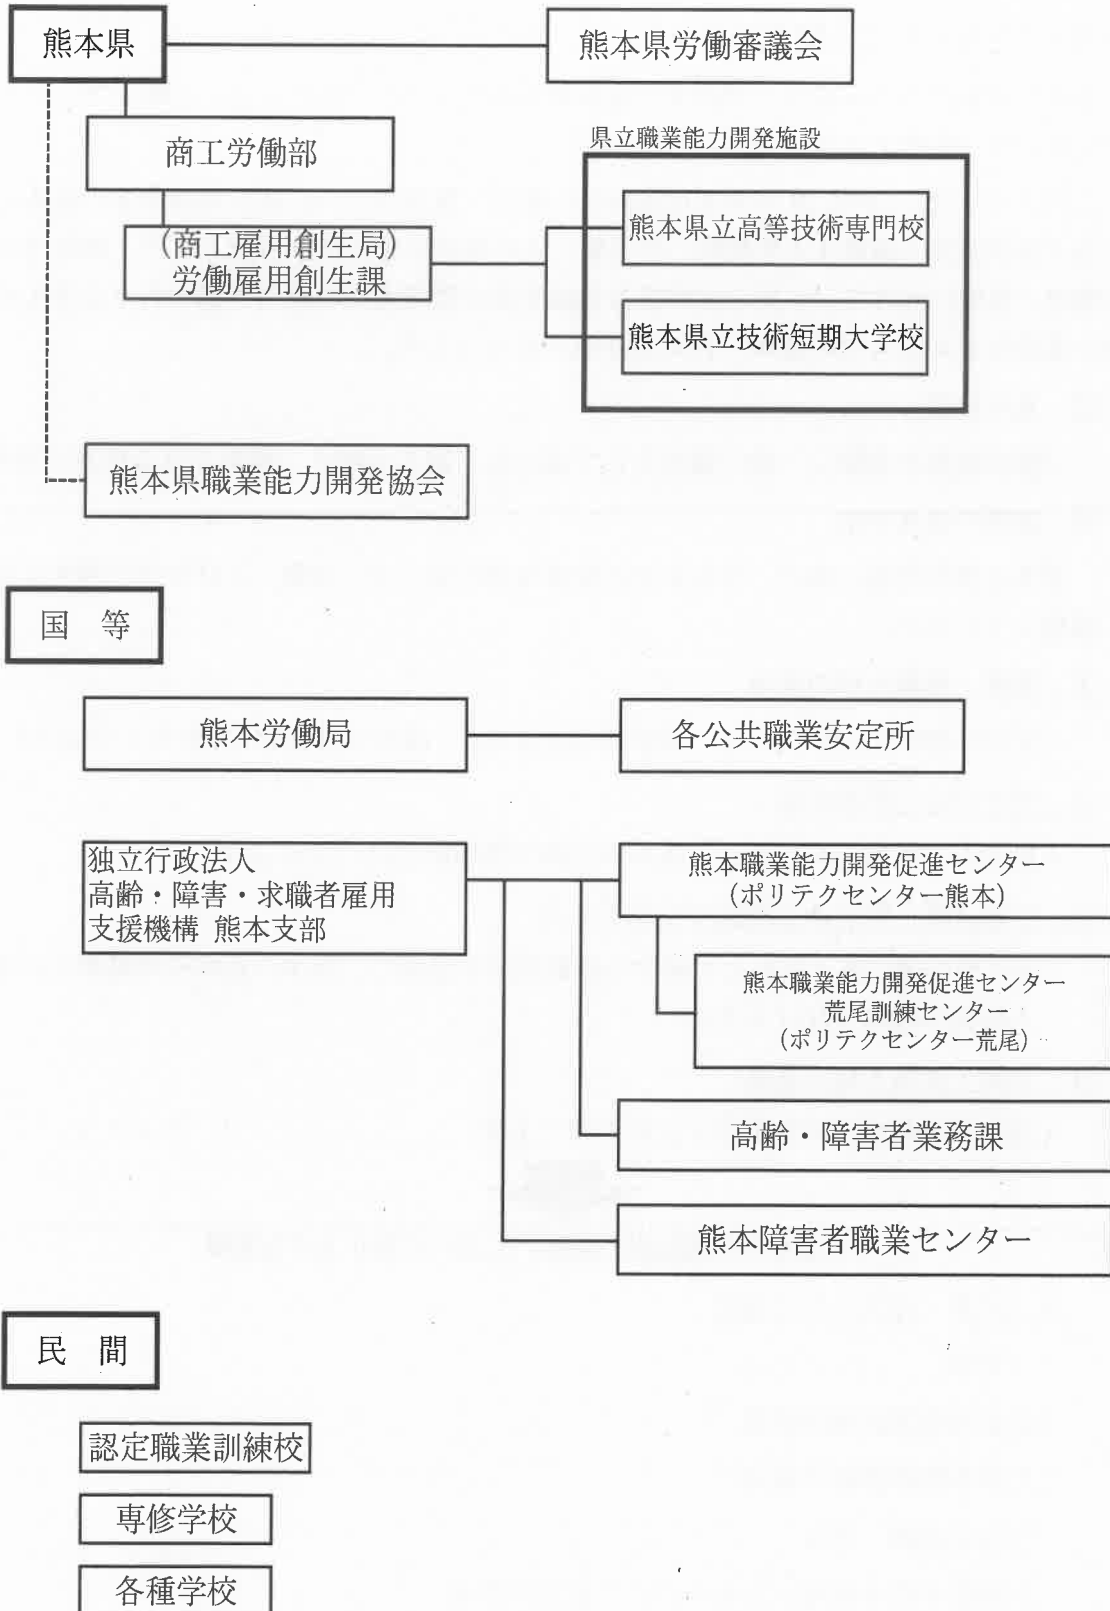 熊本県
熊本県労働審議会
商工労働部
県立職業能力開発施設
(商工雇用創生局)
労働雇用創生課
熊本県立高等技術専門校
熊本県立技術短期大学校
熊本県職業能力開発協会
国 等
熊本労働局
各公共職業安定所
独立行政法人
高齢・障害・求職者雇用
支援機構 熊本支部
熊本職業能力開発促進センター
(ポリテクセンター熊本)
熊本職業能力開発促進センター
荒尾訓練センター
(ポリテクセンター荒尾)
高齢・障害者業務課
熊本障害者職業センター
民 間
認定職業訓練校
専修学校
各種学校